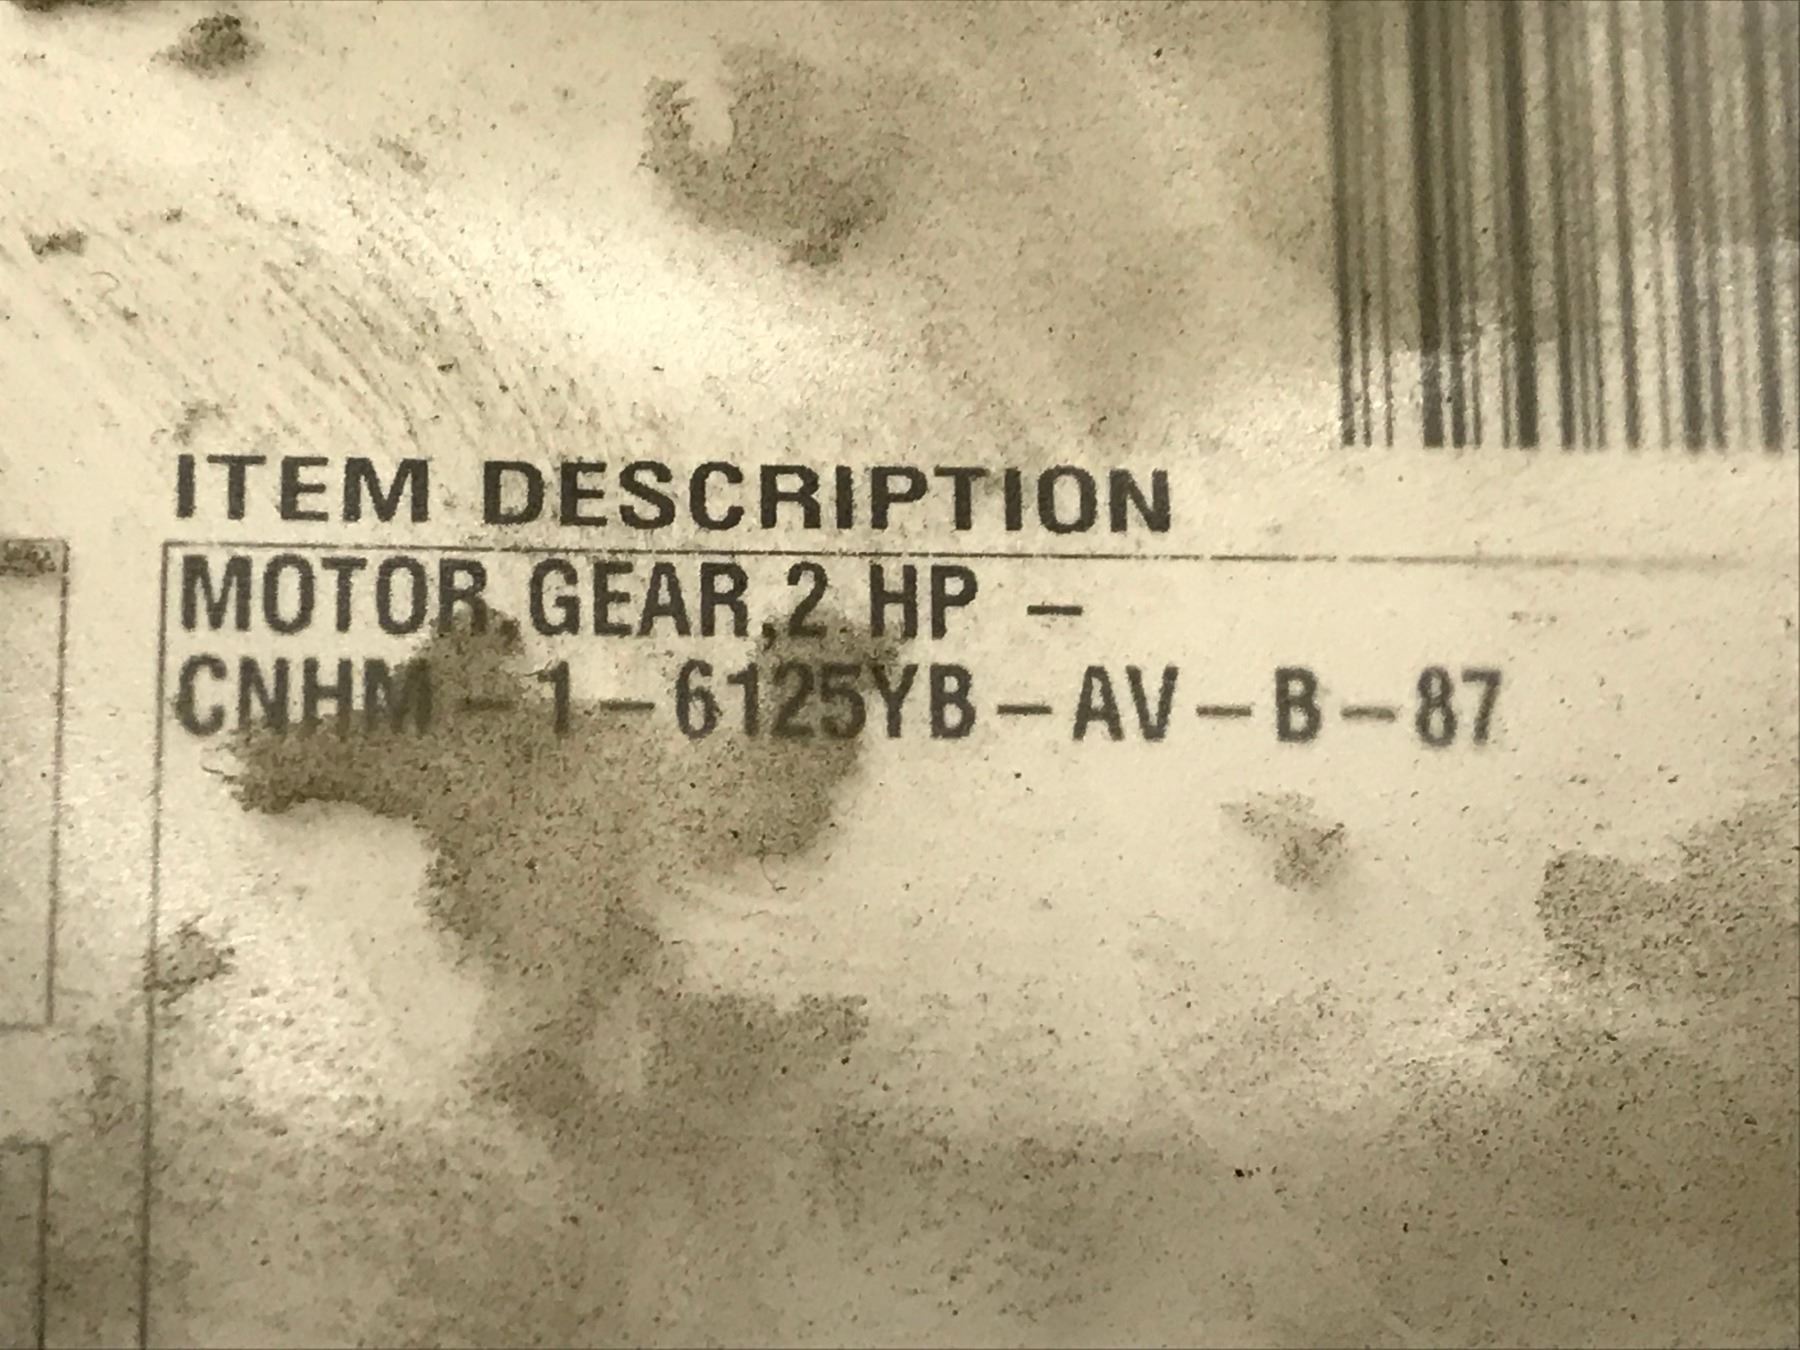 ITEM DESCRIPTION
MOTOR,GEAR,2 HP -
CNHM-1-6125YB-AV-B-87